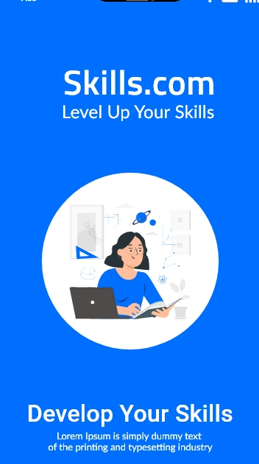 Skills.com
Level Up Your Skills
Develop Your Skills
Lorem Ipsum is simply dummy text
of the printing and typesetting industry